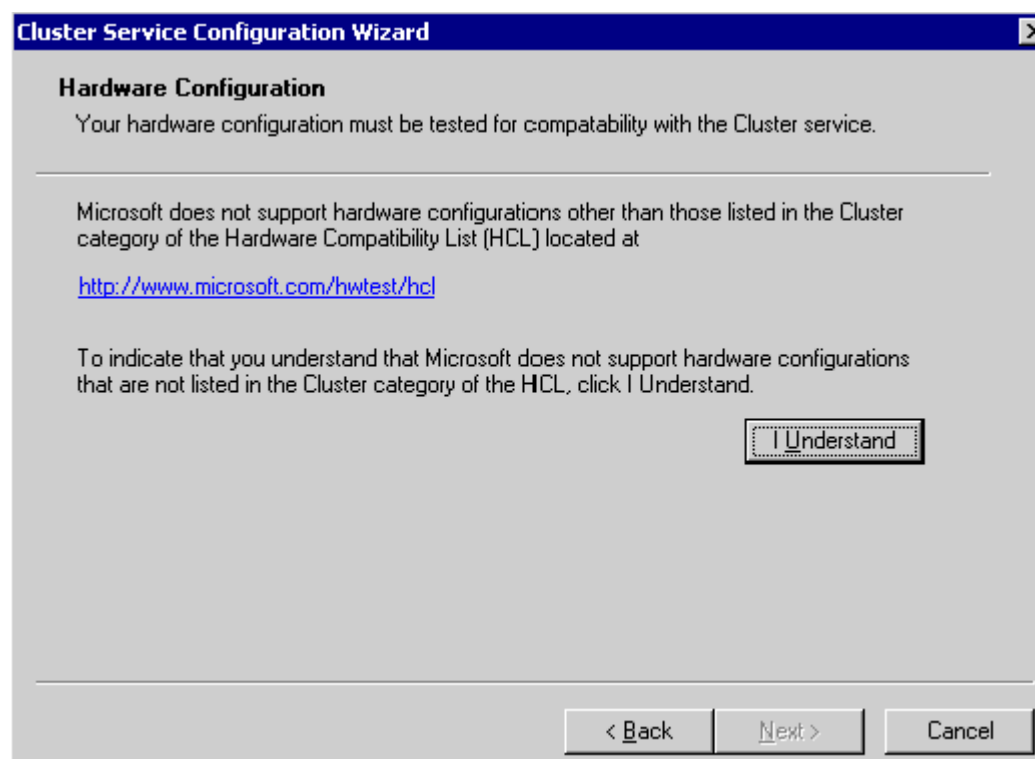 Cluster Service Configuration Wizard
Hardware Configuration
Your hardware configuration must be tested for compatability with the Cluster service.
Microsoft does not support hardware configurations other than those listed in the Cluster
category of the Hardware Compatibility List (HCL) located at
http://www.microsoft.com/hwtest/hcl
To indicate that you understand that Microsoft does not support hardware configurations
that are not listed in the Cluster category of the HCL, click I Understand.
I Understand
< Back Next > Cancel